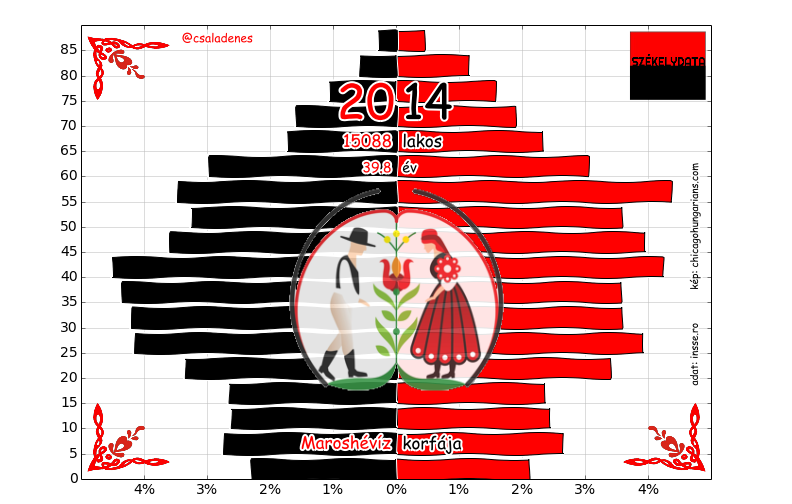 @csaladenes
SZÉKELYDATA
2014
15088 lakos
39.8 év
Maroshévíz korfája
kép: chicagohungarians.com
adat: insse.ro
85
80
75
70
65
60
55
50
45
40
35
30
25
20
15
10
5
0
4% 3% 2% 1% 0% 1% 2% 3% 4%